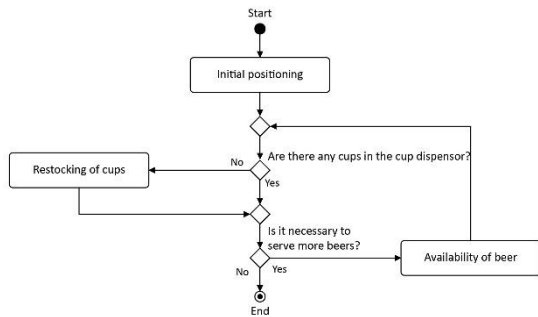 Start
Initial positioning
Are there any cups in the cup dispensor?
No
Restocking of cups
Yes
Is it necessary to
serve more beers?
No
Yes
Availability of beer
End